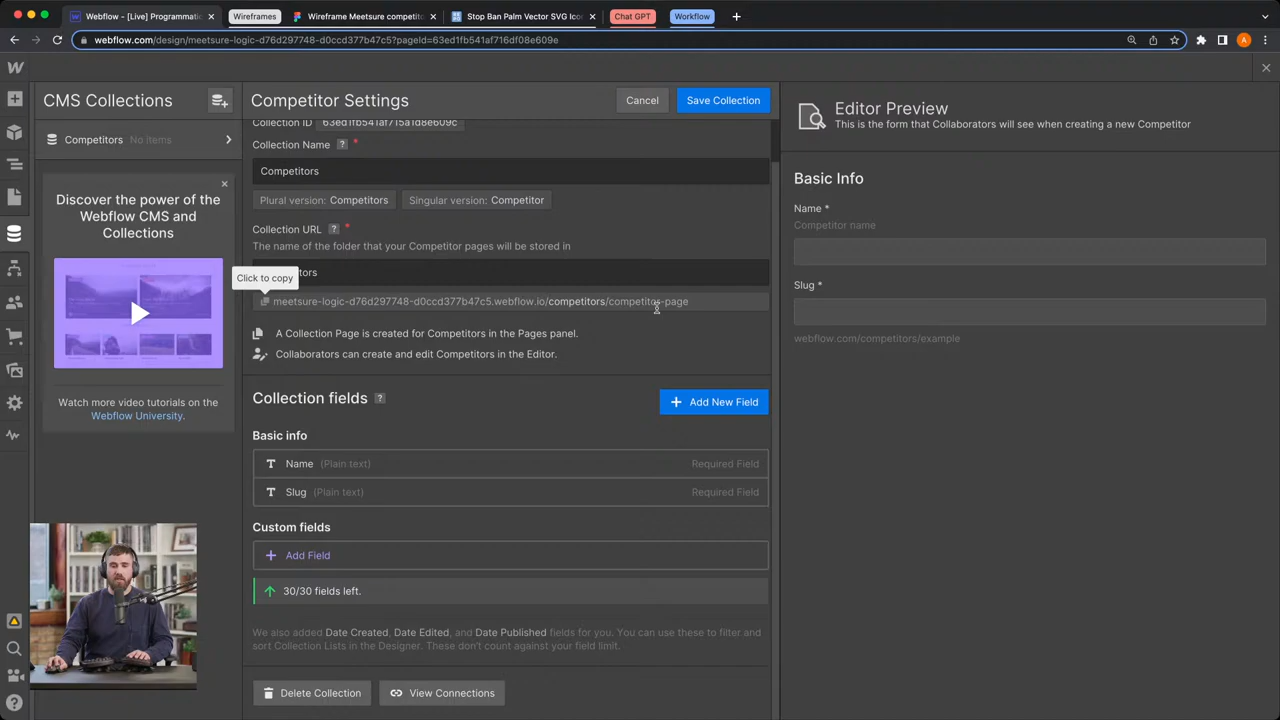 Webflow - [Live] Programmatic
Wireframes
Wireframe Meetsure competito
Stop Ban Palm Vector SVG Icon
Chat GPT
Workflow
webflow.com/design/meetsure-logic-d76d297748-d0ccd377b47c5?pageId=63ed1fb541af716df08e609e
A
CMS Collections
Competitor Settings
Cancel
Save Collection
Editor Preview
This is the form that Collaborators will see when creating a new Competitor
Collection ID 63ed1fb541af715a1d8e609c
Competitors No Items
Collection Name ? *
Competitors
Plural version: Competitors
Singular version: Competitor
Discover the power of the
Webflow CMS and
Collections
Watch more video tutorials on the
Webflow University.
Collection URL ? *
The name of the folder that your Competitor pages will be stored in
Click to copy
meetsure-logic-d76d297748-d0ccd377b47c5.webflow.io/competitors/competitor-page
A Collection Page is created for Competitors in the Pages panel.
Collaborators can create and edit Competitors in the Editor.
Collection fields ?
Add New Field
Basic info
Name (Plain text) Required Field
Slug (Plain text) Required Field
Custom fields
Add Field
30/30 fields left.
We also added Date Created, Date Edited, and Date Published fields for you. You can use these to filter and
sort Collection Lists in the Designer. These don't count against your field limit.
Delete Collection
View Connections
Basic Info
Name *
Competitor name
Slug *
webflow.com/competitors/example